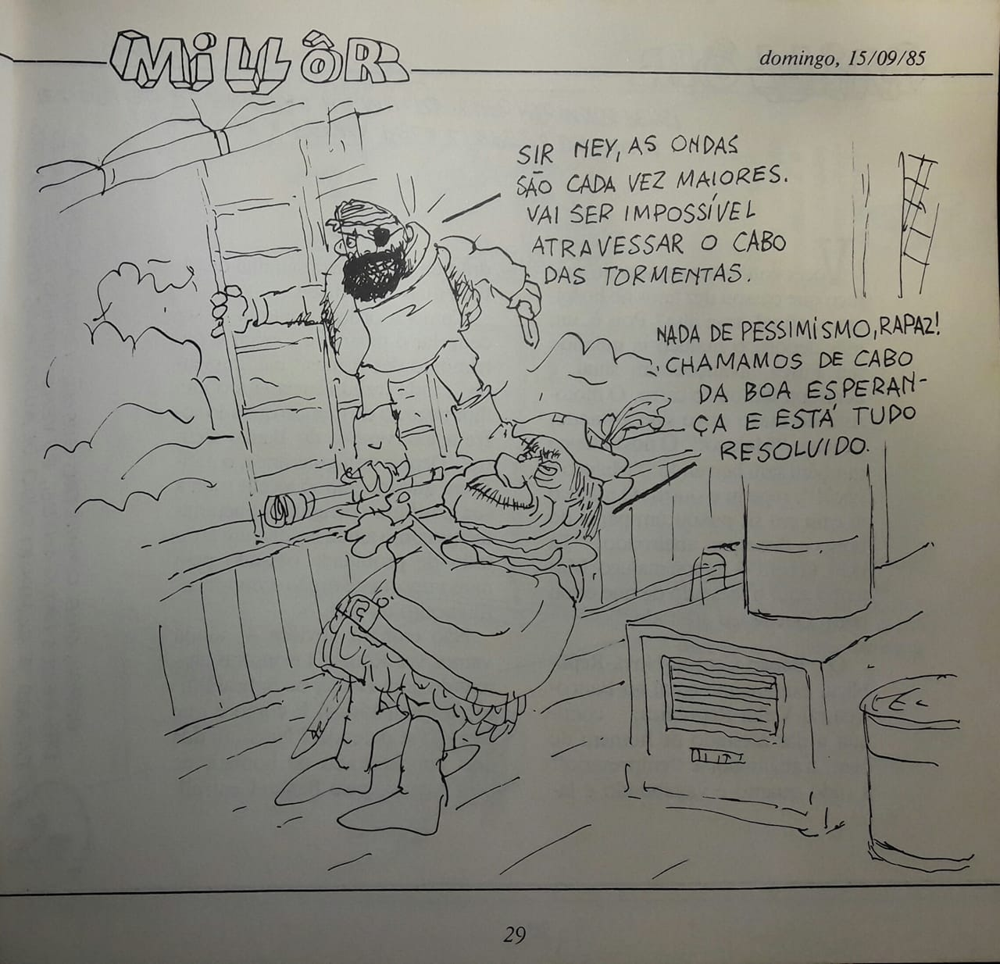 MiLLÔR
domingo, 15/09/85
SIR NEY, AS ONDAS
SÃO CADA VEZ MAIORES.
VAI SER IMPOSSÍVEL
ATRAVESSAR O CABO
DAS TORMENTAS.
NADA DE PESSIMISMO, RAPAZ!
CHAMAMOS DE CABO
DA BOA ESPERAN-
ÇA E ESTÁ TUDO
RESOLVIDO.
29